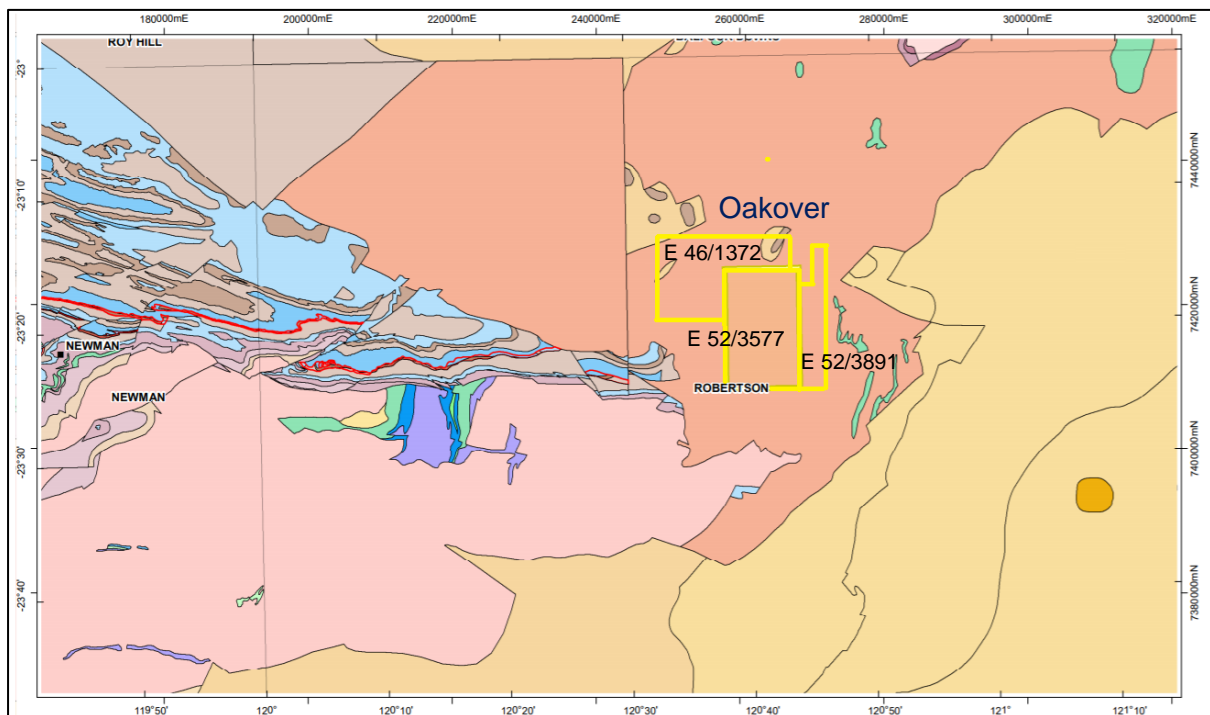 180000mE 200000mE 220000mE 240000mE 260000mE 280000mE 300000mE 320000mE
ROY HILL
-23°
7440000mN
-23°10'
Oakover
E 46/1372
7420000mN
-23°20'
E 52/3577
NEWMAN
E 52/3891
ROBERTSON
NEWMAN
-23°30'
7400000mN
-23°40'
7380000mN
119°50' 120° 120°10' 120°20' 120°30' 120°40' 120°50' 121° 121°10'